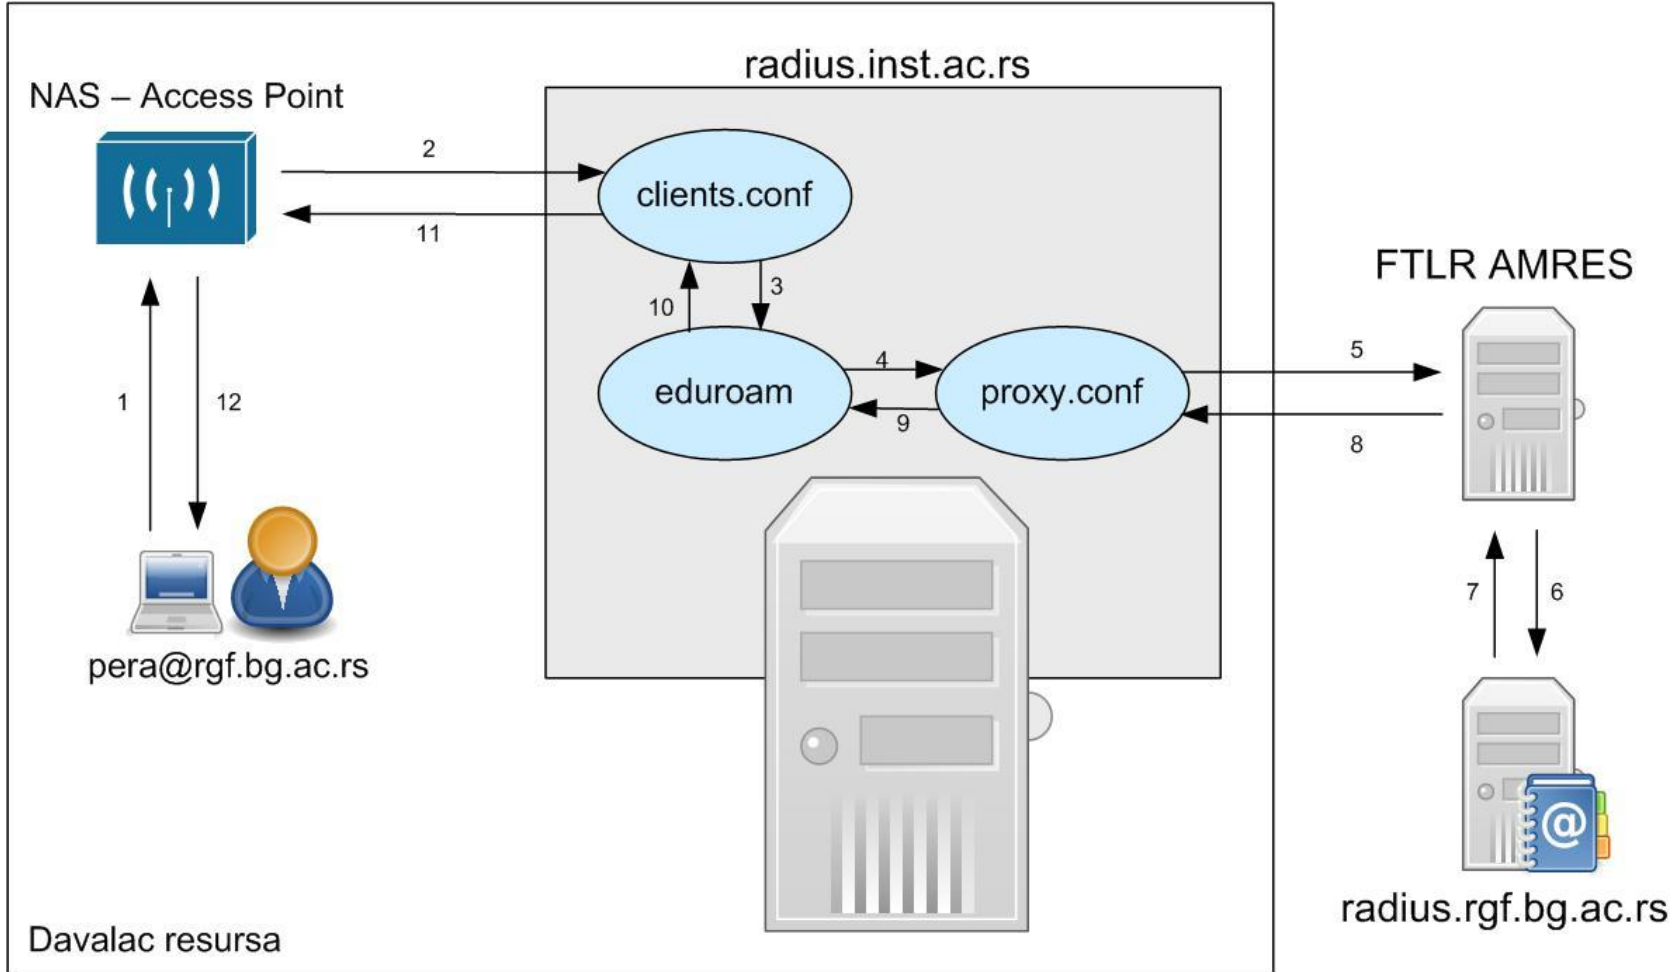 radius.inst.ac.rs
NAS – Access Point
2
clients.conf
11
FTLR AMRES
3
10
5
4
eduroam
proxy.conf
1
12
9
8
7
6
pera@rgf.bg.ac.rs
@
radius.rgf.bg.ac.rs
Davalac resursa